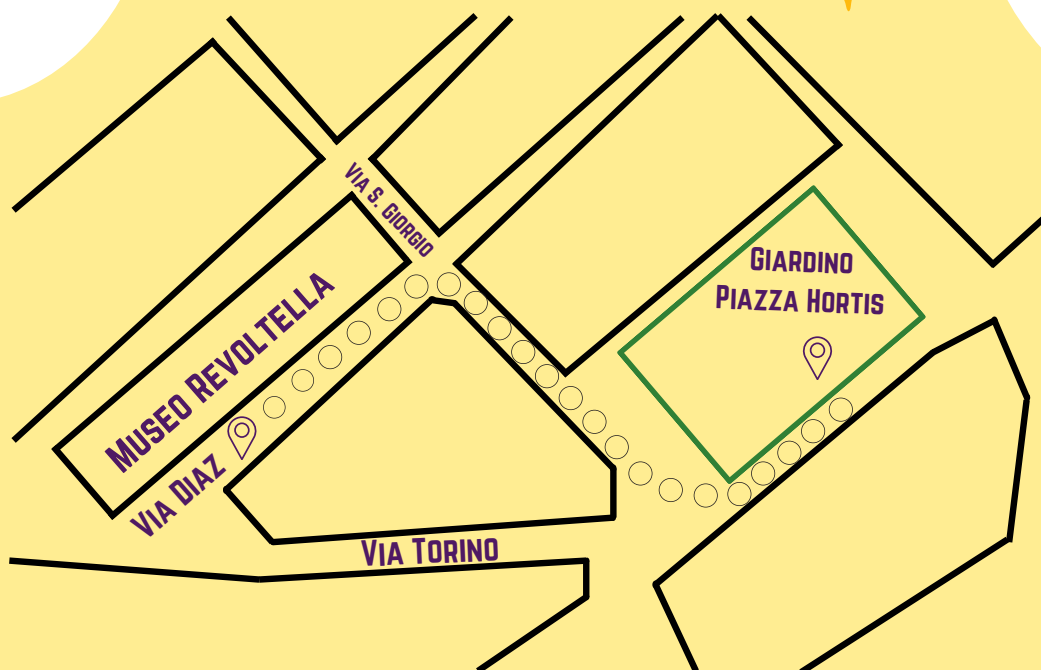 Via S. Giorgio
Giardino
Piazza Hortis
Museo Revoltella
Via Diaz
Via Torino